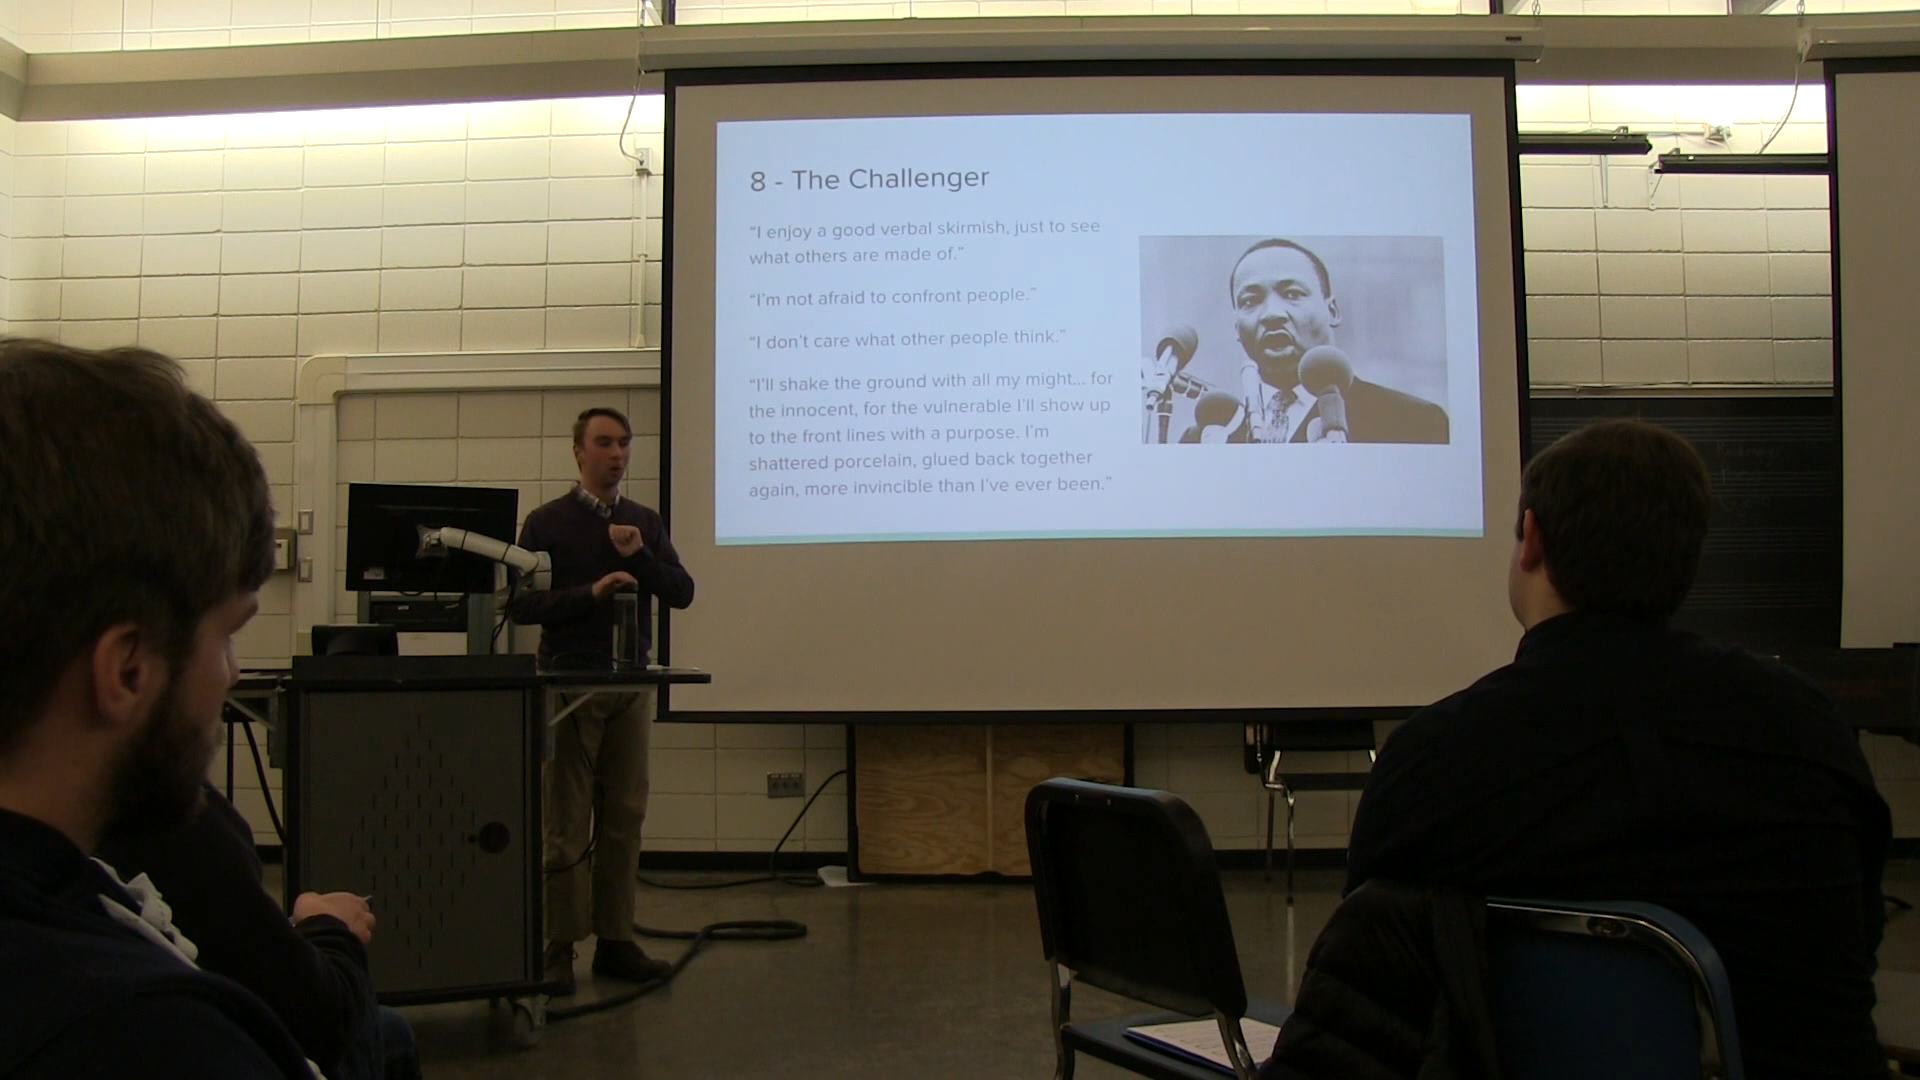 8 - The Challenger
“I enjoy a good verbal skirmish, just to see
what others are made of.”
“I’m not afraid to confront people.”
“I don’t care what other people think.”
“I’ll shake the ground with all my might... for
the innocent, for the vulnerable I’ll show up
to the front lines with a purpose. I’m
shattered porcelain, glued back together
again, more invincible than I’ve ever been.”